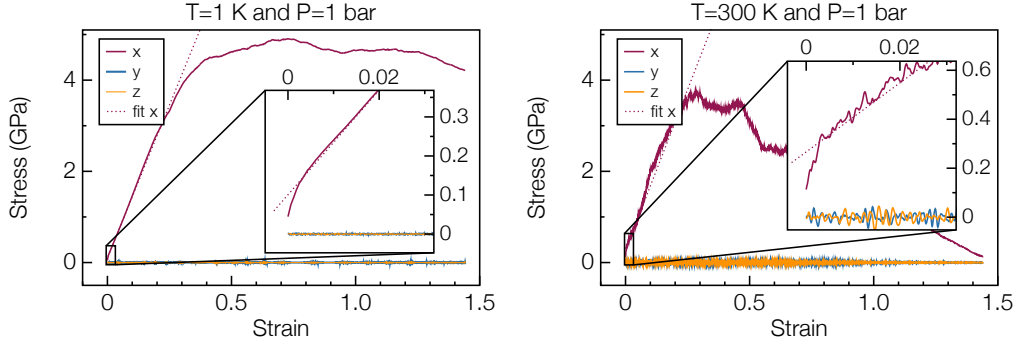 T=1 K and P=1 bar
x
y
z
fit x
0 0.02
0.3
0.2
0.1
0
4
2
0
Stress (GPa)
0 0.5 1.0 1.5
Strain
T=300 K and P=1 bar
x
y
z
fit x
0 0.02
0.6
0.4
0.2
0
4
2
0
Stress (GPa)
0 0.5 1.0 1.5
Strain